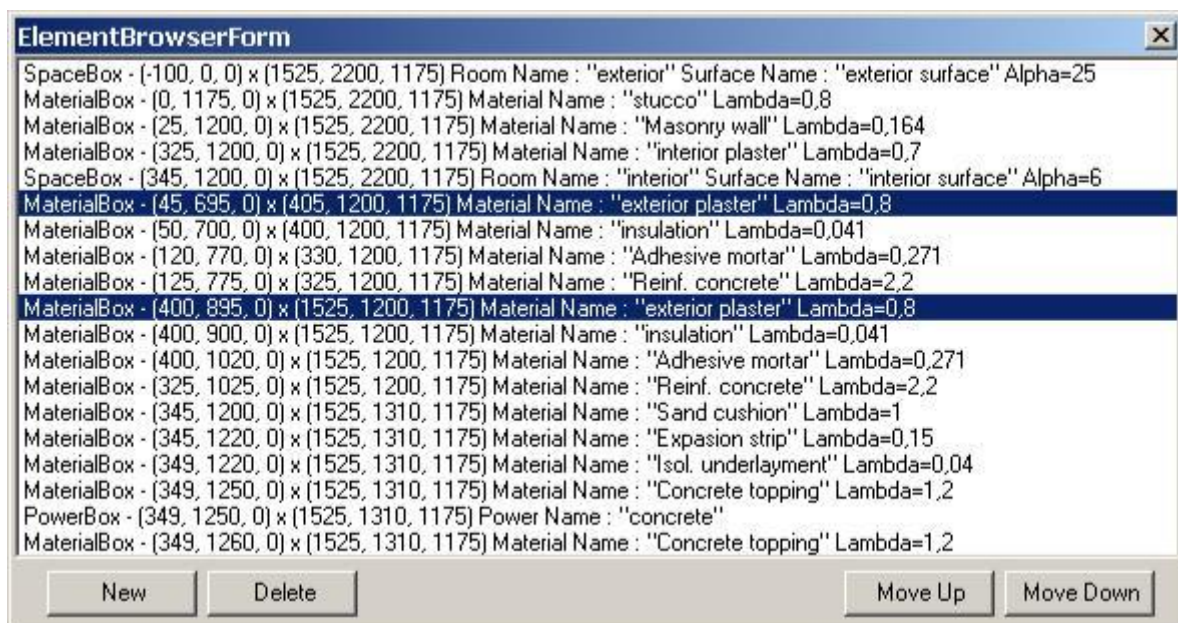 ElementBrowserForm
SpaceBox - (-100, 0, 0) x (1525, 2200, 1175) Room Name : "exterior" Surface Name : "exterior surface" Alpha=25
MaterialBox - (0, 1175, 0) x (1525, 2200, 1175) Material Name : "stucco" Lambda=0,8
MaterialBox - (25, 1200, 0) x (1525, 2200, 1175) Material Name : "Masonry wall" Lambda=0,164
MaterialBox - (325, 1200, 0) x (1525, 2200, 1175) Material Name : "interior plaster" Lambda=0,7
SpaceBox - (345, 1200, 0) x (1525, 2200, 1175) Room Name : "interior" Surface Name : "interior surface" Alpha=6
MaterialBox - (45, 695, 0) x (405, 1200, 1175) Material Name : "exterior plaster" Lambda=0,8
MaterialBox - (50, 700, 0) x (400, 1200, 1175) Material Name : "insulation" Lambda=0,041
MaterialBox - (120, 770, 0) x (330, 1200, 1175) Material Name : "Adhesive mortar" Lambda=0,271
MaterialBox - (125, 775, 0) x (325, 1200, 1175) Material Name : "Reinf. concrete" Lambda=2,2
MaterialBox - (400, 895, 0) x (1525, 1200, 1175) Material Name : "exterior plaster" Lambda=0,8
MaterialBox - (400, 900, 0) x (1525, 1200, 1175) Material Name : "insulation" Lambda=0,041
MaterialBox - (400, 1020, 0) x (1525, 1200, 1175) Material Name : "Adhesive mortar" Lambda=0,271
MaterialBox - (325, 1025, 0) x (1525, 1200, 1175) Material Name : "Reinf. concrete" Lambda=2,2
MaterialBox - (345, 1200, 0) x (1525, 1310, 1175) Material Name : "Sand cushion" Lambda=1
MaterialBox - (345, 1220, 0) x (1525, 1310, 1175) Material Name : "Expasion strip" Lambda=0,15
MaterialBox - (349, 1220, 0) x (1525, 1310, 1175) Material Name : "Isol. underlayment" Lambda=0,04
MaterialBox - (349, 1250, 0) x (1525, 1310, 1175) Material Name : "Concrete topping" Lambda=1,2
PowerBox - (349, 1250, 0) x (1525, 1310, 1175) Power Name : "concrete"
MaterialBox - (349, 1260, 0) x (1525, 1310, 1175) Material Name : "Concrete topping" Lambda=1,2
New Delete Move Up Move Down